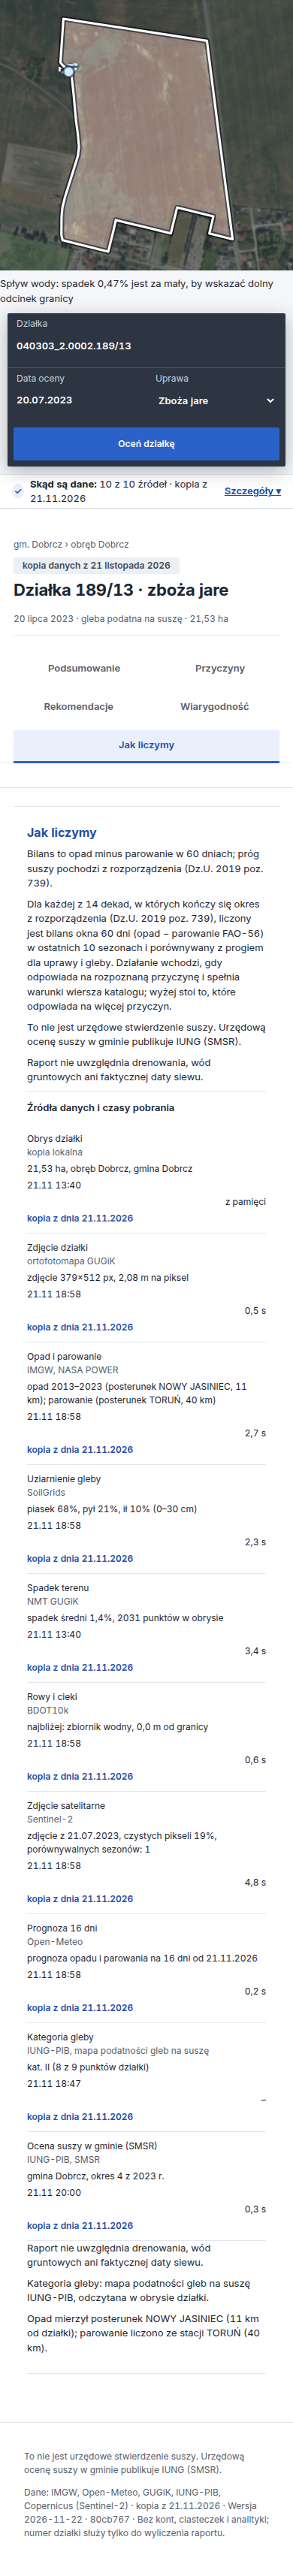 Spływ wody: spadek 0,47% jest za mały, by wskazać dolny
odcinek granicy
Działka
040303_2.0002.189/13
Data oceny
Uprawa
20.07.2023
Zboża jare
Oceń działkę
Skąd są dane: 10 z 10 źródeł · kopia z
21.11.2026
Szczegóły ▾
gm. Dobrcz › obręb Dobrcz
kopia danych z 21 listopada 2026
Działka 189/13 · zboża jare
20 lipca 2023 · gleba podatna na suszę · 21,53 ha
Podsumowanie
Przyczyny
Rekomendacje
Wiarygodność
Jak liczymy
Jak liczymy
Bilans to opad minus parowanie w 60 dniach; próg
suszy pochodzi z rozporządzenia (Dz.U. 2019 poz.
739).
Dla każdej z 14 dekad, w których kończy się okres
z rozporządzenia (Dz.U. 2019 poz. 739), liczony
jest bilans okna 60 dni (opad − parowanie FAO-56)
w ostatnich 10 sezonach i porównywany z progiem
dla uprawy i gleby. Działanie wchodzi, gdy
odpowiada na rozpoznaną przyczynę i spełnia
warunki wiersza katalogu; wyżej stoi to, które
odpowiada na więcej przyczyn.
To nie jest urzędowe stwierdzenie suszy. Urzędową
ocenę suszy w gminie publikuje IUNG (SMSR).
Raport nie uwzględnia drenowania, wód
gruntowych ani faktycznej daty siewu.
Źródła danych i czasy pobrania
Obrys działki
kopia lokalna
21,53 ha, obręb Dobrcz, gmina Dobrcz
21.11 13:40
z pamięci
kopia z dnia 21.11.2026
Zdjęcie działki
ortofotomapa GUGiK
zdjęcie 379×512 px, 2,08 m na piksel
21.11 18:58
0,5 s
kopia z dnia 21.11.2026
Opad i parowanie
IMGW, NASA POWER
opad 2013–2023 (posterunek NOWY JASINIEC, 11
km); parowanie (posterunek TORUŃ, 40 km)
21.11 18:58
2,7 s
kopia z dnia 21.11.2026
Uziarnienie gleby
SoilGrids
piasek 68%, pył 21%, ił 10% (0–30 cm)
21.11 18:58
2,3 s
kopia z dnia 21.11.2026
Spadek terenu
NMT GUGiK
spadek średni 1,4%, 2031 punktów w obrysie
21.11 13:40
3,4 s
kopia z dnia 21.11.2026
Rowy i cieki
BDOT10k
najbliżej: zbiornik wodny, 0,0 m od granicy
21.11 18:58
0,6 s
kopia z dnia 21.11.2026
Zdjęcie satelitarne
Sentinel-2
zdjęcie z 21.07.2023, czystych pikseli 19%,
porównywalnych sezonów: 1
21.11 18:58
4,8 s
kopia z dnia 21.11.2026
Prognoza 16 dni
Open-Meteo
prognoza opadu i parowania na 16 dni od 21.11.2026
21.11 18:58
0,2 s
kopia z dnia 21.11.2026
Kategoria gleby
IUNG-PIB, mapa podatności gleb na suszę
kat. II (8 z 9 punktów działki)
21.11 18:47
–
kopia z dnia 21.11.2026
Ocena suszy w gminie (SMSR)
IUNG-PIB, SMSR
gmina Dobrcz, okres 4 z 2023 r.
21.11 20:00
0,3 s
kopia z dnia 21.11.2026
Raport nie uwzględnia drenowania, wód
gruntowych ani faktycznej daty siewu.
Kategoria gleby: mapa podatności gleb na suszę
IUNG-PIB, odczytana w obrysie działki.
Opad mierzył posterunek NOWY JASINIEC (11 km
od działki); parowanie liczono ze stacji TORUŃ (40
km).
To nie jest urzędowe stwierdzenie suszy. Urzędową
ocenę suszy w gminie publikuje IUNG (SMSR).
Dane: IMGW, Open-Meteo, GUGiK, IUNG-PIB,
Copernicus (Sentinel-2) · kopia z 21.11.2026 · Wersja
2026-11-22 · 80cb767 · Bez kont, ciasteczek i analityki;
numer działki służy tylko do wyliczenia raportu.